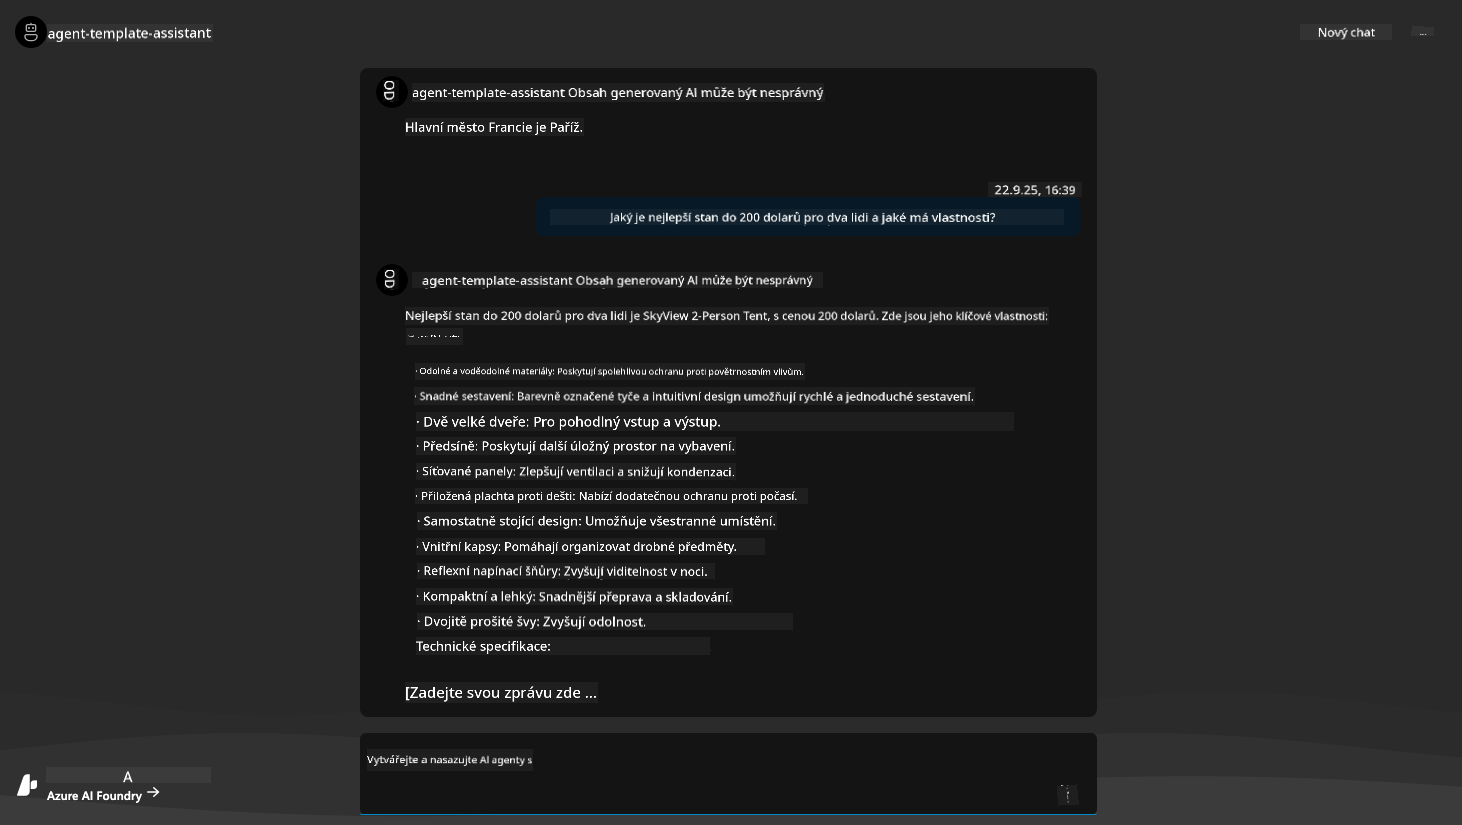 agent-template-assistant
Nový chat
...
agent-template-assistant Obsah generovaný AI může být nesprávný
Hlavní město Francie je Paříž.
22.9.25, 16:39
Jaký je nejlepší stan do 200 dolarů pro dva lidi a jaké má vlastnosti?
agent-template-assistant Obsah generovaný AI může být nesprávný
Nejlepší stan do 200 dolarů pro dva lidi je SkyView 2-Person Tent, s cenou 200 dolarů. Zde jsou jeho klíčové vlastnosti:
· Odolné a voděodolné materiály: Poskytují spolehlivou ochranu proti povětrnostním vlivům.
· Snadné sestavení: Barevně označené tyče a intuitivní design umožňují rychlé a jednoduché sestavení.
· Dvě velké dveře: Pro pohodlný vstup a výstup.
· Předsíně: Poskytují další úložný prostor na vybavení.
· Síťované panely: Zlepšují ventilaci a snižují kondenzaci.
· Přiložená plachta proti dešti: Nabízí dodatečnou ochranu proti počasí.
· Samostatně stojící design: Umožňuje všestranné umístění.
· Vnitřní kapsy: Pomáhají organizovat drobné předměty.
· Reflexní napínací šňůry: Zvyšují viditelnost v noci.
· Kompaktní a lehký: Snadnější přeprava a skladování.
· Dvojitě prošité švy: Zvyšují odolnost.
Technické specifikace:
[Zadejte svou zprávu zde ...
Vytvářejte a nasazujte AI agenty s
A
Azure AI Foundry →